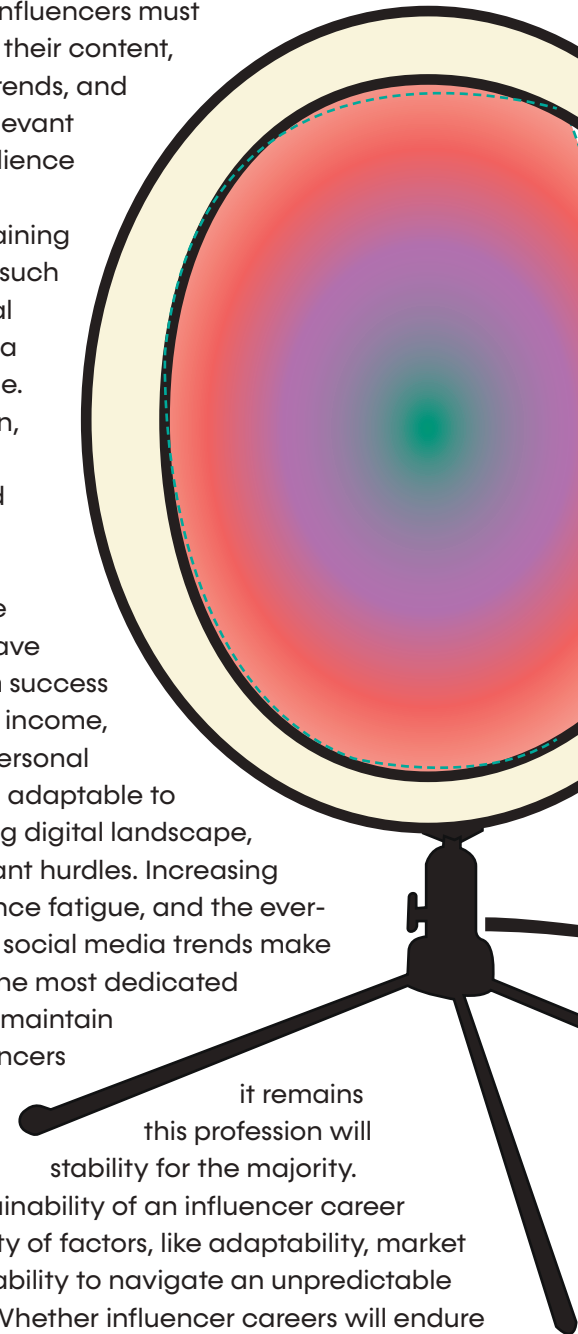 nfluencers must
their content,
rends, and
evant
lience
aining
such
al
a
e.
n,
d
e
ave
n success
income,
ersonal
adaptable to
g digital landscape,
ant hurdles. Increasing
nce fatigue, and the ever-
social media trends make
he most dedicated
maintain
ncers
it remains
this profession will
stability for the majority.
ainability of an influencer career
ty of factors, like adaptability, market
ability to navigate an unpredictable
Whether influencer careers will endure